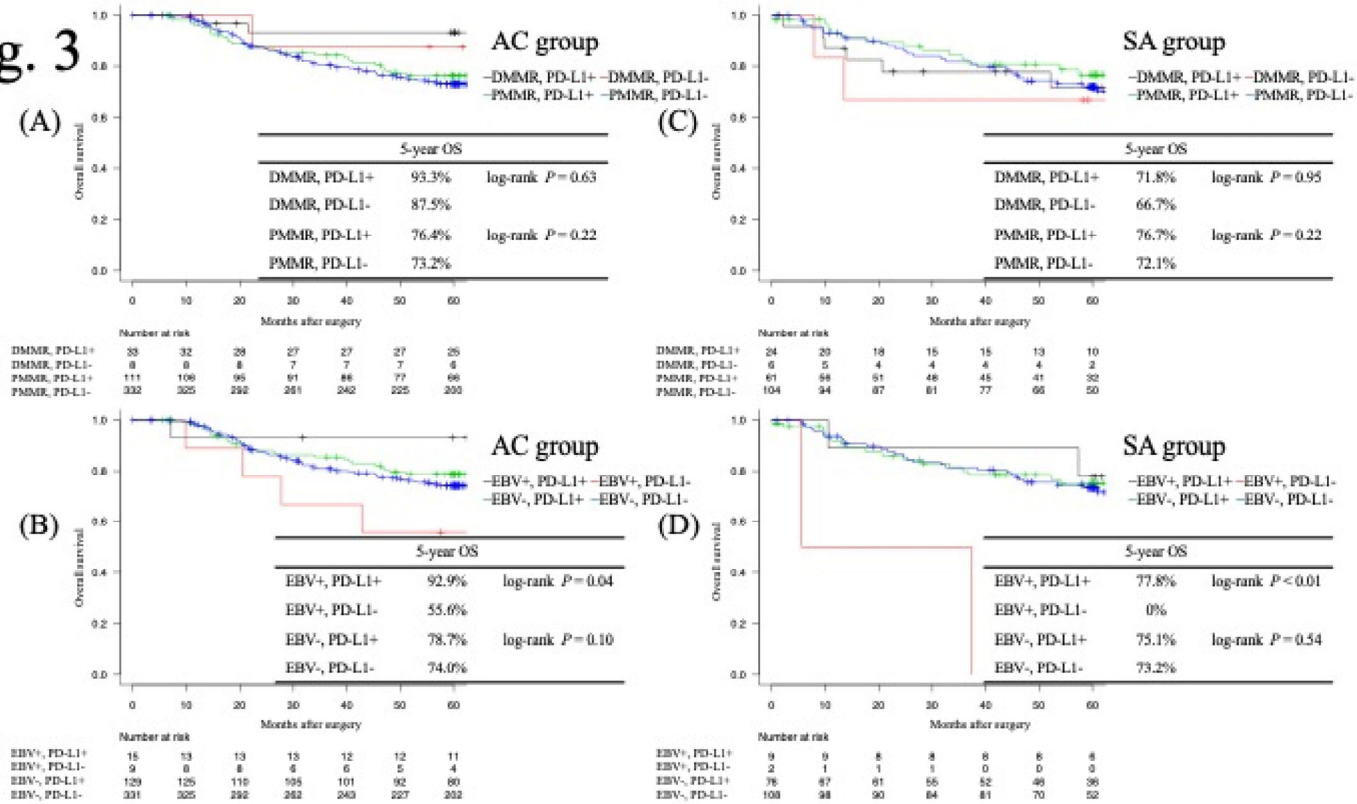 g. 3
(A)
AC group
DMMR, PD-L1+ DMMR, PD-L1-
PMMR, PD-L1+ PMMR, PD-L1-
Overall survival
1.0
0.8
0.6
0.4
0.2
0.0
5-year OS
DMMR, PD-L1+ 93.3% log-rank P = 0.63
DMMR, PD-L1- 87.5%
PMMR, PD-L1+ 76.4% log-rank P = 0.22
PMMR, PD-L1- 73.2%
0 10 20 30 40 50 60
Months after surgery
Number at risk
DMMR, PD-L1+ 33 32 28 27 27 27 25
DMMR, PD-L1- 8 8 8 7 7 7 6
PMMR, PD-L1+ 111 106 95 91 86 77 66
PMMR, PD-L1- 332 325 292 261 242 225 200
(C)
SA group
DMMR, PD-L1+ DMMR, PD-L1-
PMMR, PD-L1+ PMMR, PD-L1-
Overall survival
1.0
0.8
0.6
0.4
0.2
0.0
5-year OS
DMMR, PD-L1+ 71.8% log-rank P = 0.95
DMMR, PD-L1- 66.7%
PMMR, PD-L1+ 76.7% log-rank P = 0.22
PMMR, PD-L1- 72.1%
0 10 20 30 40 50 60
Months after surgery
Number at risk
DMMR, PD-L1+ 24 20 18 15 15 13 10
DMMR, PD-L1- 6 5 4 4 4 4 2
PMMR, PD-L1+ 61 56 51 46 45 41 32
PMMR, PD-L1- 104 94 87 81 77 66 50
(B)
AC group
EBV+, PD-L1+ EBV+, PD-L1-
EBV-, PD-L1+ EBV-, PD-L1-
Overall survival
1.0
0.8
0.6
0.4
0.2
0.0
5-year OS
EBV+, PD-L1+ 92.9% log-rank P = 0.04
EBV+, PD-L1- 55.6%
EBV-, PD-L1+ 78.7% log-rank P = 0.10
EBV-, PD-L1- 74.0%
0 10 20 30 40 50 60
Months after surgery
Number at risk
EBV+, PD-L1+ 15 13 13 13 12 12 11
EBV+, PD-L1- 9 8 8 6 6 5 4
EBV-, PD-L1+ 129 125 110 105 101 92 80
EBV-, PD-L1- 331 325 292 262 243 227 202
(D)
SA group
EBV+, PD-L1+ EBV+, PD-L1-
EBV-, PD-L1+ EBV-, PD-L1-
Overall survival
1.0
0.8
0.6
0.4
0.2
0.0
5-year OS
EBV+, PD-L1+ 77.8% log-rank P < 0.01
EBV+, PD-L1- 0%
EBV-, PD-L1+ 75.1% log-rank P = 0.54
EBV-, PD-L1- 73.2%
0 10 20 30 40 50 60
Months after surgery
Number at risk
EBV+, PD-L1+ 9 9 8 8 8 8 6
EBV+, PD-L1- 2 1 1 1 0 0 0
EBV-, PD-L1+ 76 67 61 55 52 46 36
EBV-, PD-L1- 108 98 90 84 81 70 52